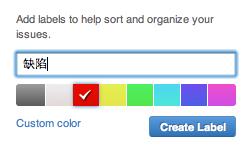 Add labels to help sort and organize your
issues.
缺陷
Custom color
Create Label